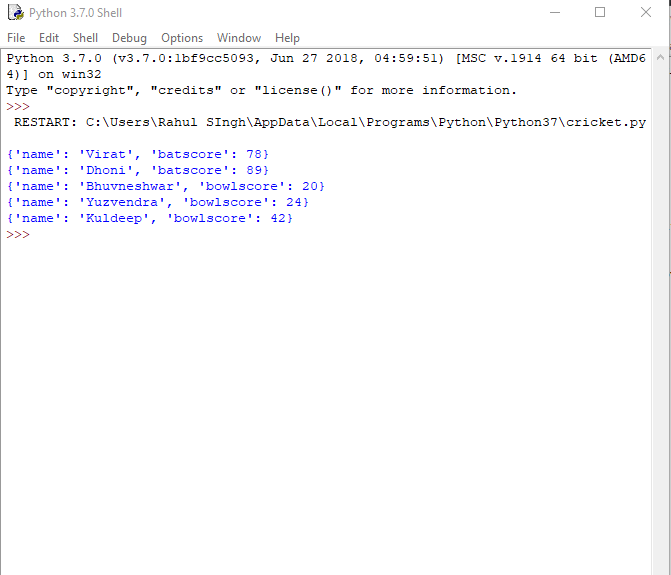 Python 3.7.0 Shell
File Edit Shell Debug Options Window Help
Python 3.7.0 (v3.7.0:1bf9cc5093, Jun 27 2018, 04:59:51) [MSC v.1914 64 bit (AMD6
4)] on win32
Type "copyright", "credits" or "license()" for more information.
>>>
 RESTART: C:\Users\Rahul SIngh\AppData\Local\Programs\Python\Python37\cricket.py
{'name': 'Virat', 'batscore': 78}
{'name': 'Dhoni', 'batscore': 89}
{'name': 'Bhuvneshwar', 'bowlscore': 20}
{'name': 'Yuzvendra', 'bowlscore': 24}
{'name': 'Kuldeep', 'bowlscore': 42}
>>>